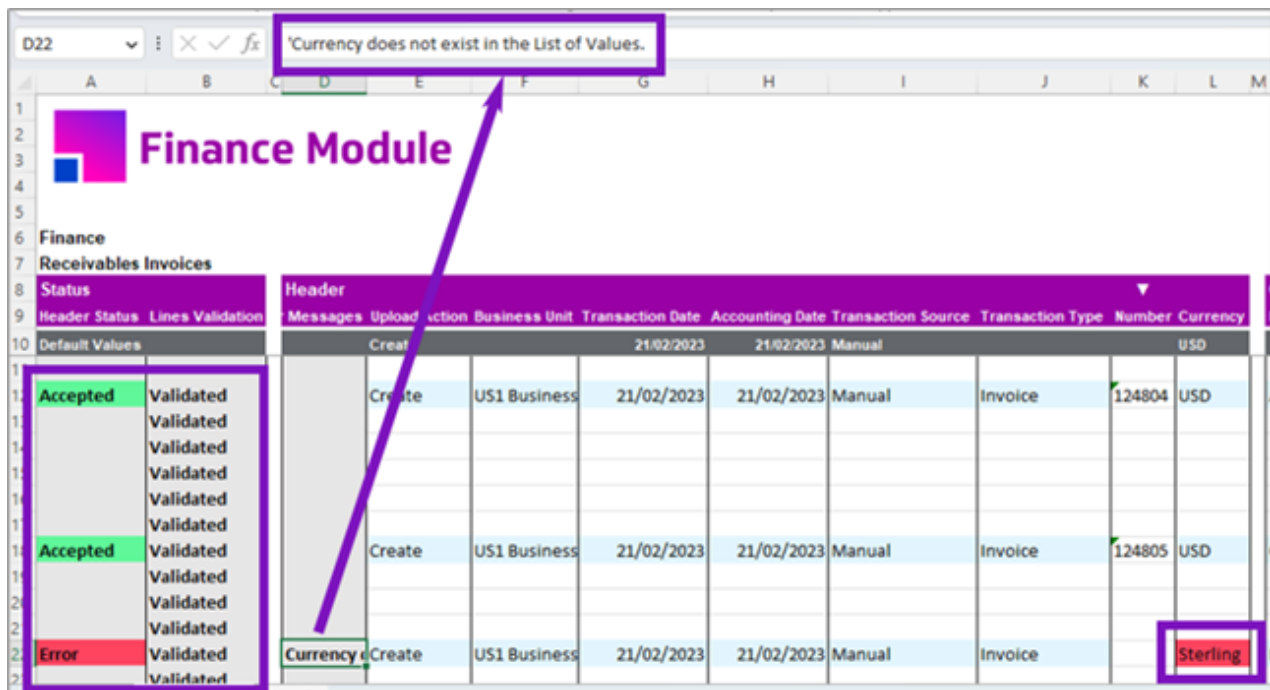 D22 fx 'Currency does not exist in the List of Values.
A B C D E F G H I J K L M
1
2
3 Finance Module
4
5
6 Finance
7 Receivables Invoices
8 Status Header ▼
9 Header Status Lines Validation Messages Upload Action Business Unit Transaction Date Accounting Date Transaction Source Transaction Type Number Currency
10 Default Values Create 21/02/2023 21/02/2023 Manual USD
Accepted Validated Create US1 Business 21/02/2023 21/02/2023 Manual Invoice 124804 USD
Validated
Validated
Validated
Validated
Validated
Accepted Validated Create US1 Business 21/02/2023 21/02/2023 Manual Invoice 124805 USD
Validated
Validated
Validated
Error Validated Currency Create US1 Business 21/02/2023 21/02/2023 Manual Invoice Sterling
Validated